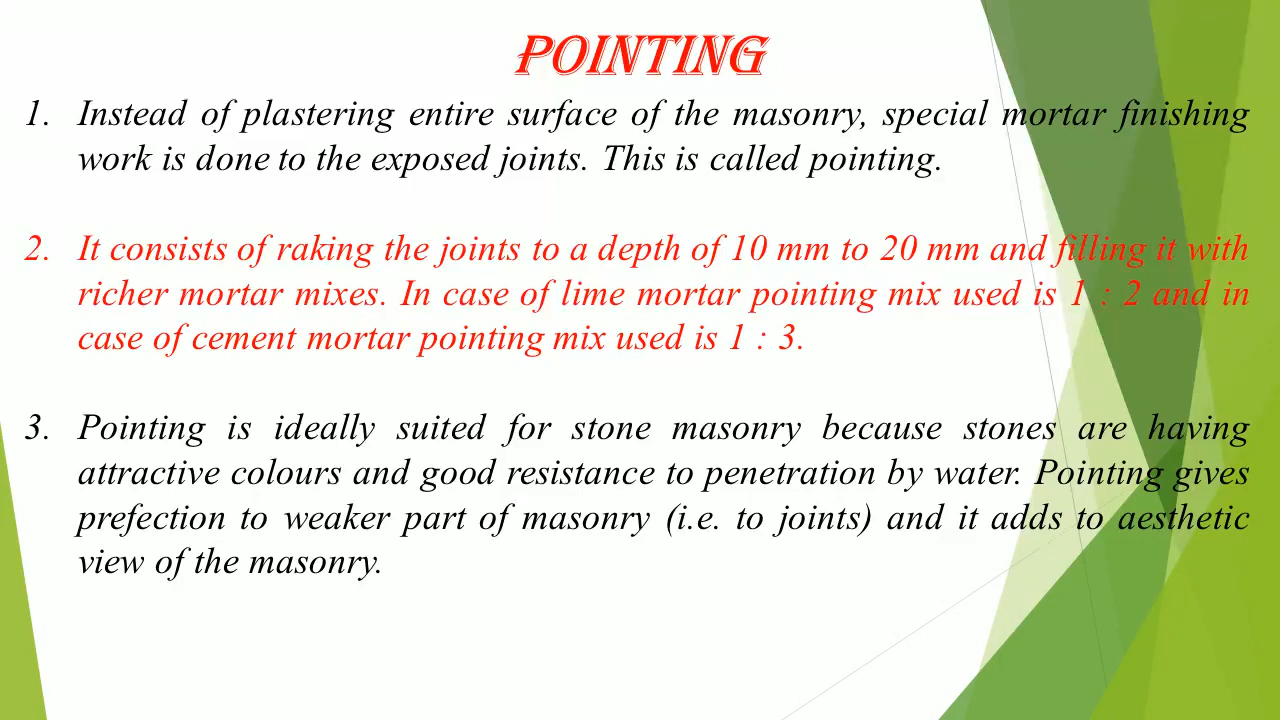 POINTING
1. Instead of plastering entire surface of the masonry, special mortar finishing
work is done to the exposed joints. This is called pointing.
2. It consists of raking the joints to a depth of 10 mm to 20 mm and filling it with
richer mortar mixes. In case of lime mortar pointing mix used is 1 : 2 and in
case of cement mortar pointing mix used is 1 : 3.
3. Pointing is ideally suited for stone masonry because stones are having
attractive colours and good resistance to penetration by water. Pointing gives
prefection to weaker part of masonry (i.e. to joints) and it adds to aesthetic
view of the masonry.